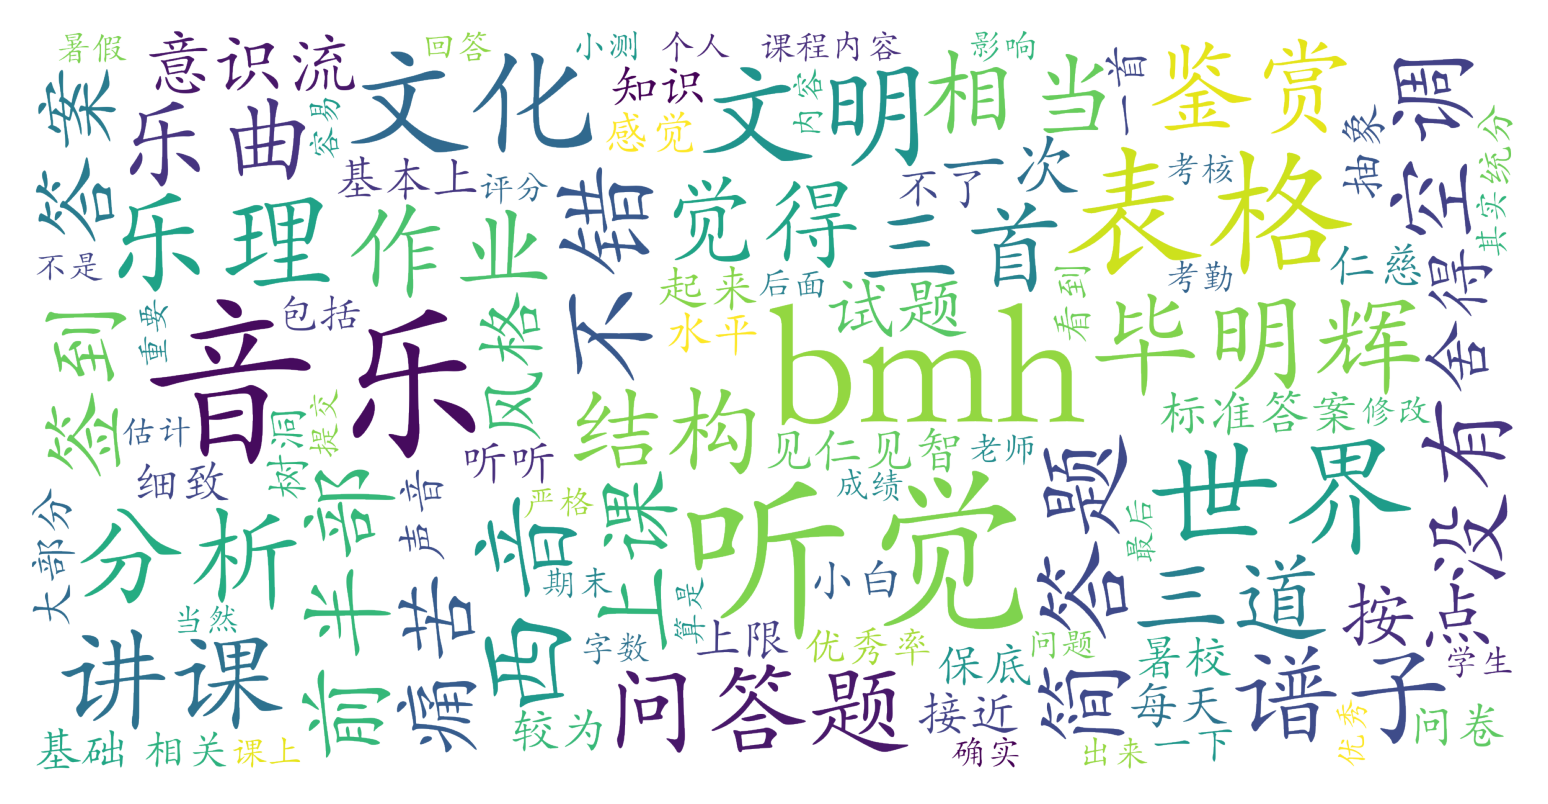 暑假
意识流
回答
小测
个人
课程内容
影响
一首
鉴赏
空调
答案
乐曲
容易
文化
知识
感觉
文明
内容
相当
抽象
其实
统分
基本上
评分
不错
觉得
三首
不了
次
表格
考核
考勤
仁慈
舍得
不是
乐理
作业
签到
重要
包括
音乐
风格
起来
后面
水平
试题
看到
bmh
毕明辉
没有
估计
树洞
提交
听听
结构
见仁见智
老师
标准答案
修改
细致
前半部
声音
严格
西音
上课
成绩
听觉
简答题
最后
世界
大部分
分析
痛苦
期末
小白
三道
按点
当然
讲课
字数
算是
上限
优秀率
问题
保底
暑校
谱子
学生
问答题
接近
每天
问卷
基础
相关
课上
较为
确实
出来
一下
优秀